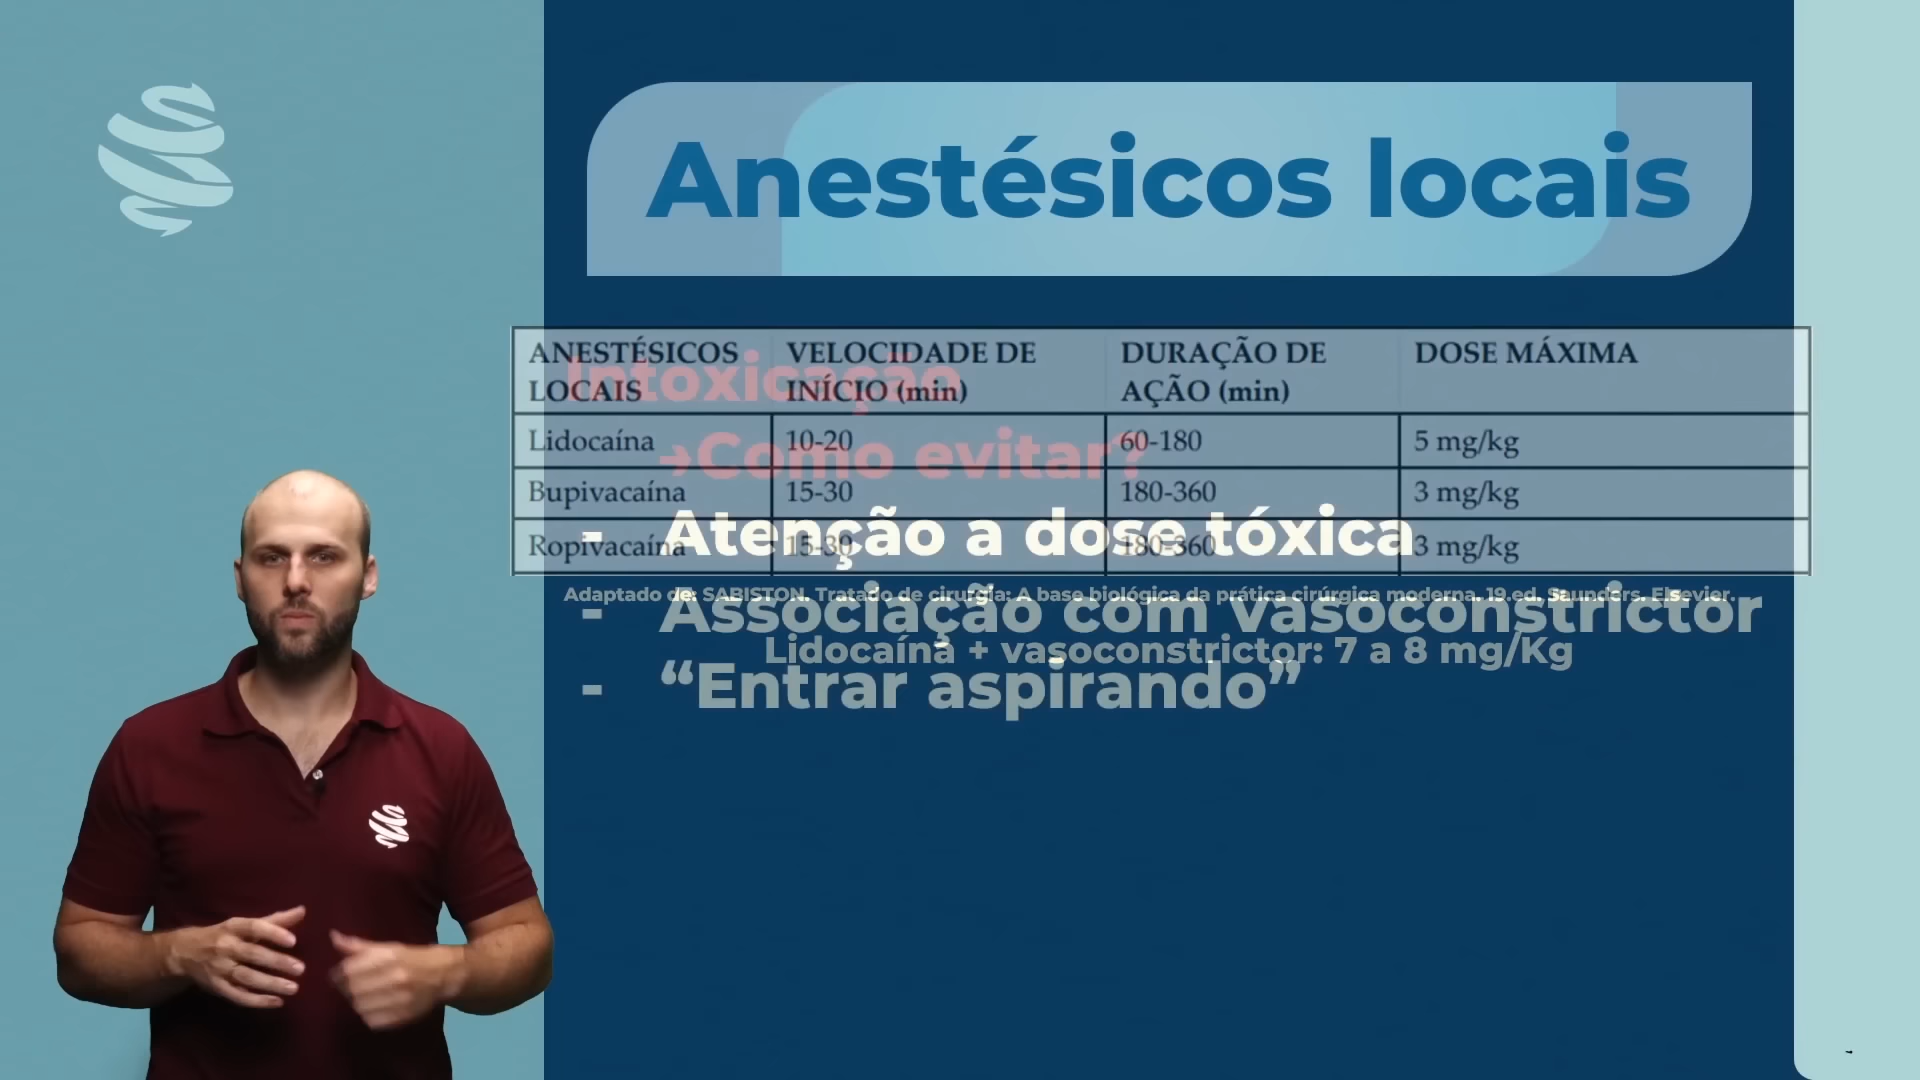 Anestésicos locais
ANESTÉSICOS LOCAIS VELOCIDADE DE INÍCIO (min) DURAÇÃO DE AÇÃO (min) DOSE MÁXIMA
Lidocaína 10-20 60-180 5 mg/kg
Bupivacaína 15-30 180-360 3 mg/kg
Ropivacaína 15-30 180-360 3 mg/kg
Adaptado de: SABISTON. Tratado de cirurgia: A base biológica da prática cirúrgica moderna. 19.ed. Saunders. Elsevier.
Lidocaína + vasoconstrictor: 7 a 8 mg/Kg
Intoxicação
→Como evitar?
- Atenção a dose tóxica
- Associação com vasoconstrictor
- “Entrar aspirando”